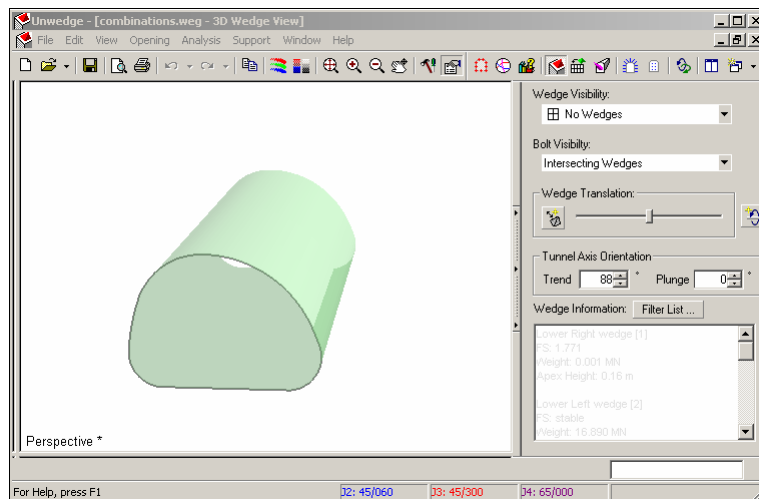 Unwedge - [combinations.weg - 3D Wedge View]
File Edit View Opening Analysis Support Window Help
Wedge Visibility:
No Wedges
Bolt Visibilty:
Intersecting Wedges
Wedge Translation:
Tunnel Axis Orientation
Trend 88 ° Plunge 0 °
Wedge Information: Filter List ...
Lower Right wedge [1]
FS: 1.771
Weight: 0.001 MN
Apex Height: 0.16 m
Lower Left wedge [2]
FS: stable
Weight: 16.890 MN
Perspective *
For Help, press F1 J2: 45/060 J3: 45/300 J4: 65/000